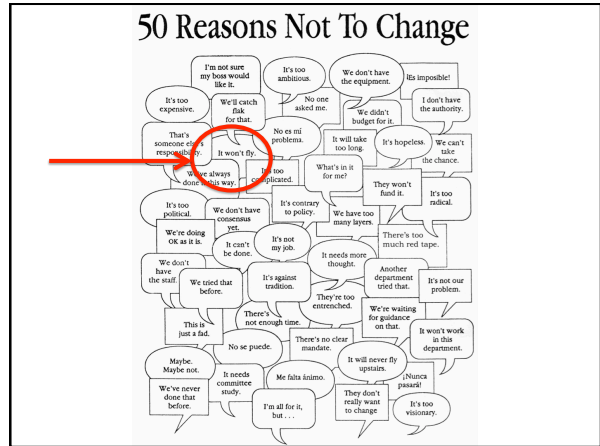 50 Reasons Not To Change
I'm not sure
my boss would
like it.
It's too
ambitious.
We don't have
the equipment.
¡Es imposible!
It's too
expensive.
We'll catch
flak
for that.
No one
asked me.
We didn't
budget for it.
I don't have
the authority.
That's
someone else's
responsibility.
It won't fly.
No es mi
problema.
It will take
too long.
It's hopeless.
We can't
take
the chance.
We've always
done it this way.
It's too
complicated.
What's in it
for me?
They won't
fund it.
It's too
radical.
It's too
political.
We don't have
consensus
yet.
It's contrary
to policy.
We have too
many layers.
We're doing
OK as it is.
It can't
be done.
It's not
my job.
There's too
much red tape.
It needs more
thought.
We don't
have
the staff.
We tried that
before.
It's against
tradition.
Another
department
tried that.
It's not our
problem.
They're too
entrenched.
This is
just a fad.
There's
not enough time.
We're waiting
for guidance
on that.
It won't work
in this
department.
No se puede.
There's no clear
mandate.
Maybe.
Maybe not.
It will never fly
upstairs.
It needs
committee
study.
Me falta ánimo.
¡Nunca
pasará!
We've never
done that
before.
I'm all for it,
but . . .
They don't
really want
to change
It's too
visionary.